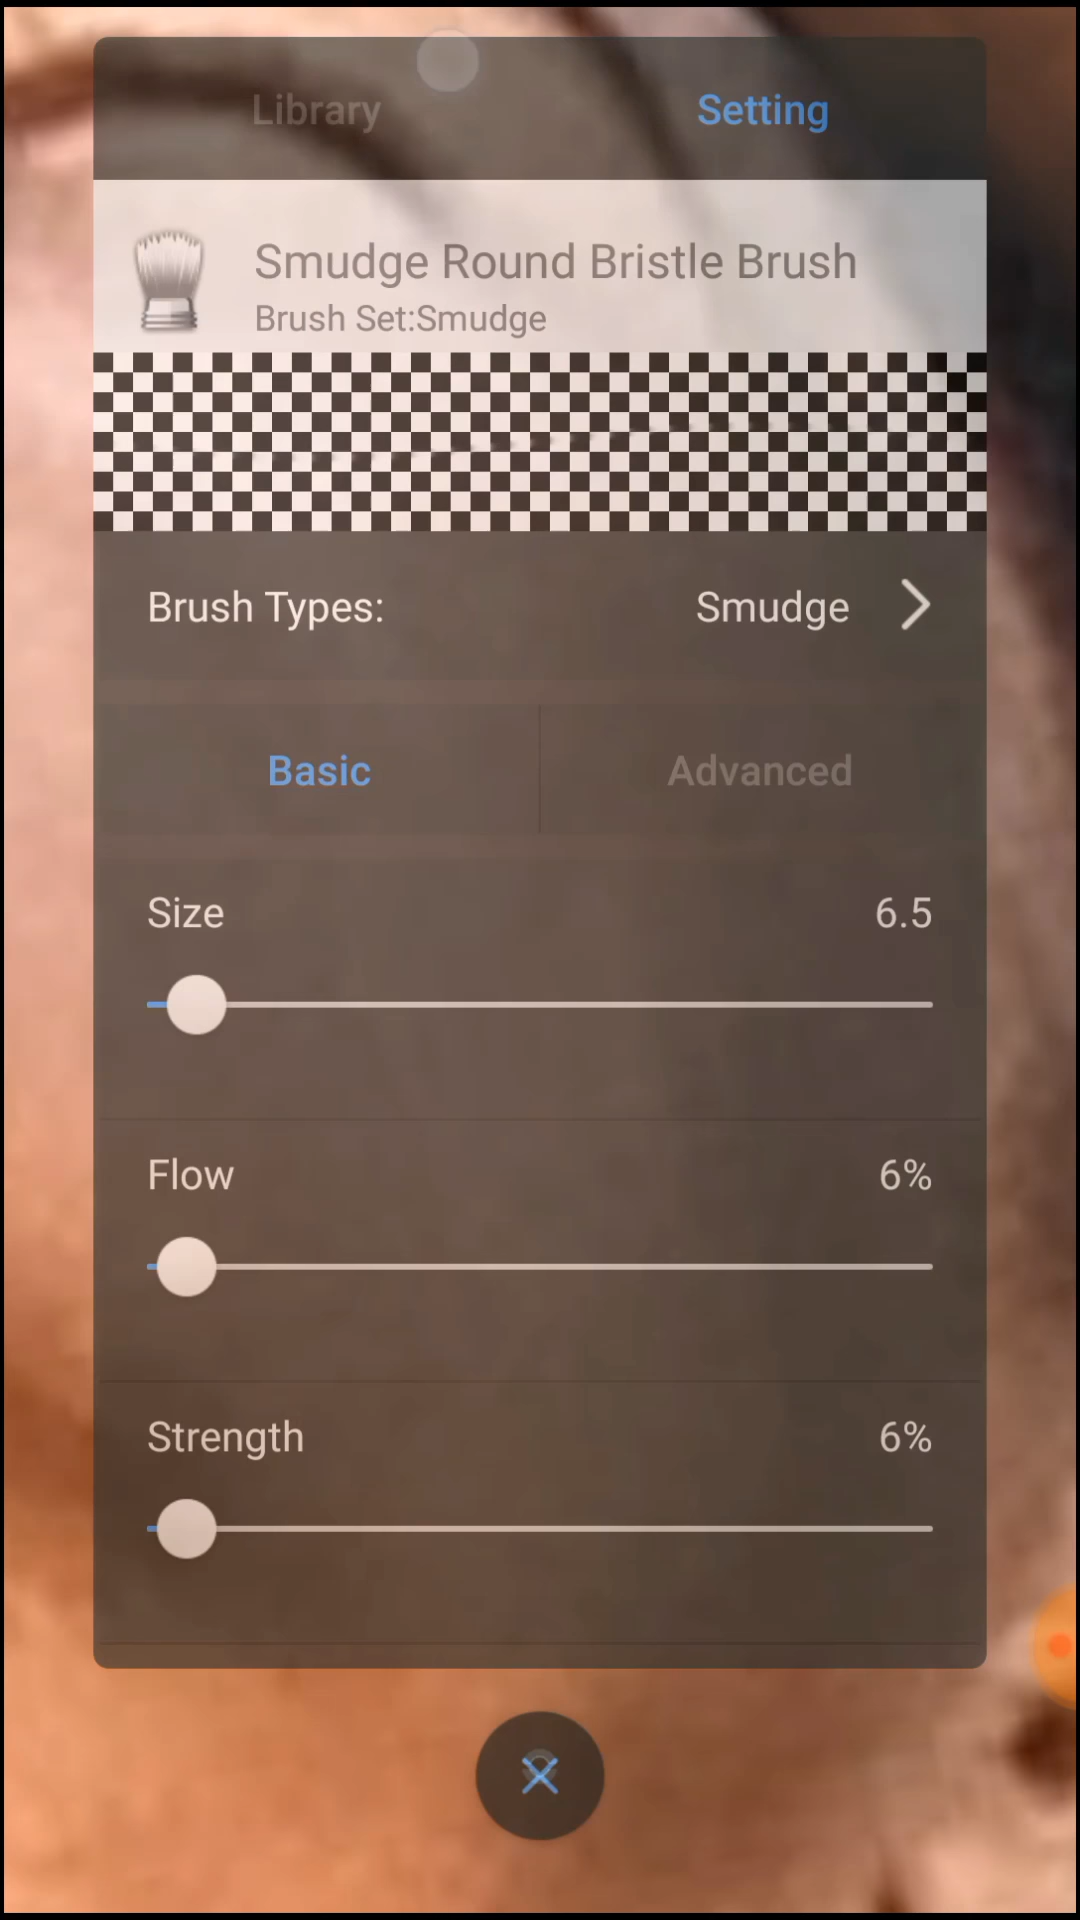 Library
Setting
Smudge Round Bristle Brush
Brush Set:Smudge
Brush Types:
Smudge
Basic
Advanced
Size
6.5
Flow
6%
Strength
6%